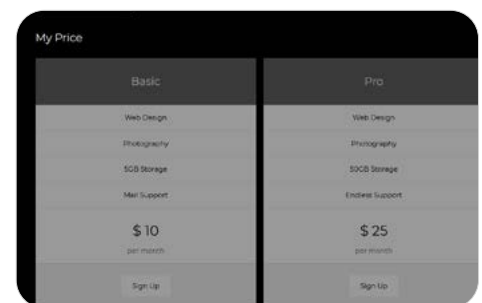 My Price
Basic
Web Design
Photography
5GB Storage
Mail Support
$ 10
per month
Sign Up
Pro
Web Design
Photography
50GB Storage
Endless Support
$ 25
per month
Sign Up